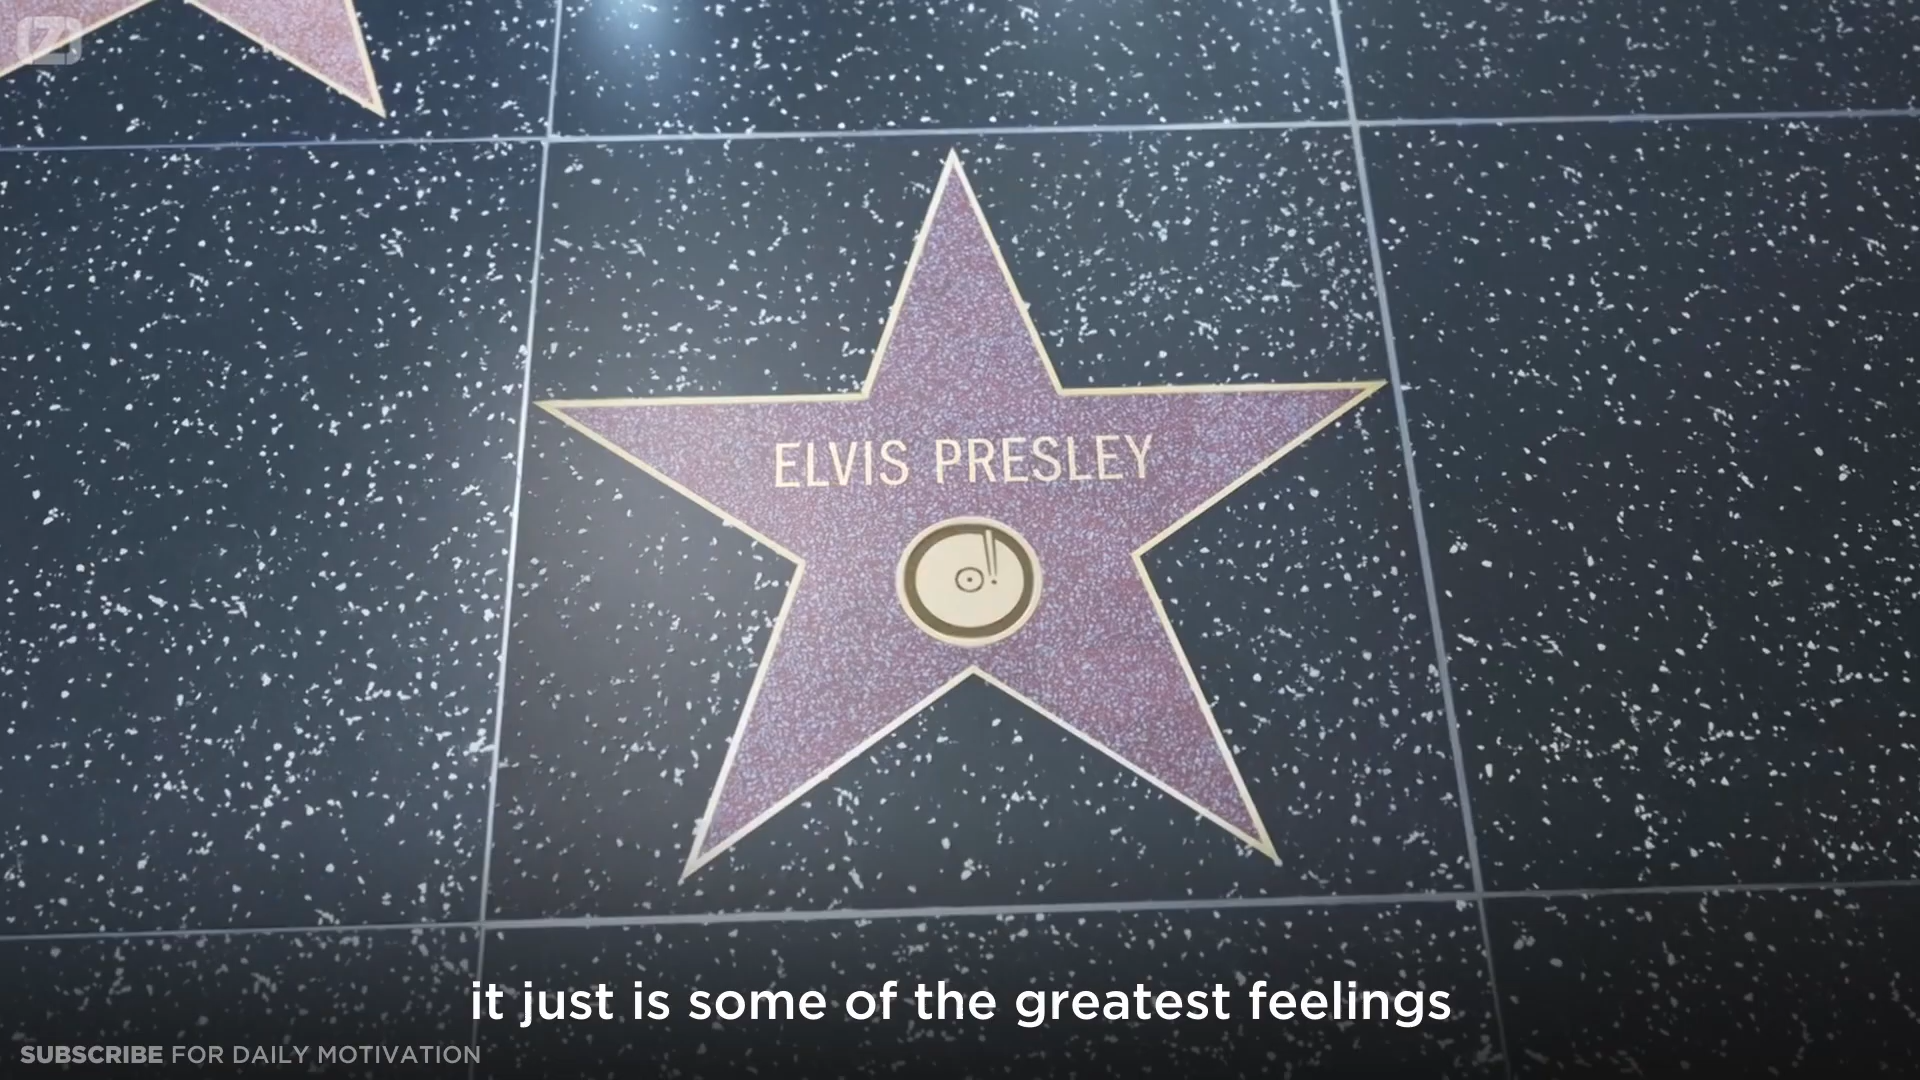 ELVIS PRESLEY
it just is some of the greatest feelings
SUBSCRIBE FOR DAILY MOTIVATION